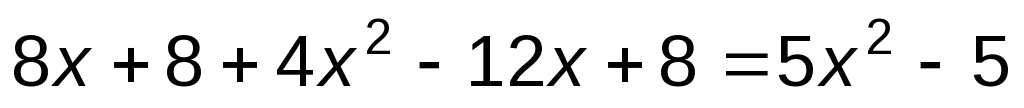 8x + 8 + 4x² - 12x + 8 = 5x² - 5